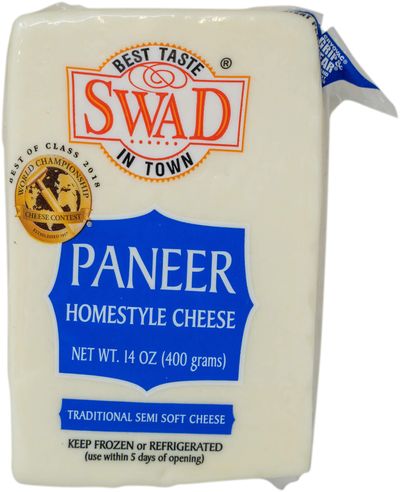 BEST TASTE
SWAD®
IN TOWN
BEST OF CLASS 2018
WORLD CHAMPIONSHIP
CHEESE CONTEST
®
PANEER
HOMESTYLE CHEESE
NET WT. 14 OZ (400 grams)
TRADITIONAL SEMI SOFT CHEESE
KEEP FROZEN or REFRIGERATED
(use within 5 days of opening)